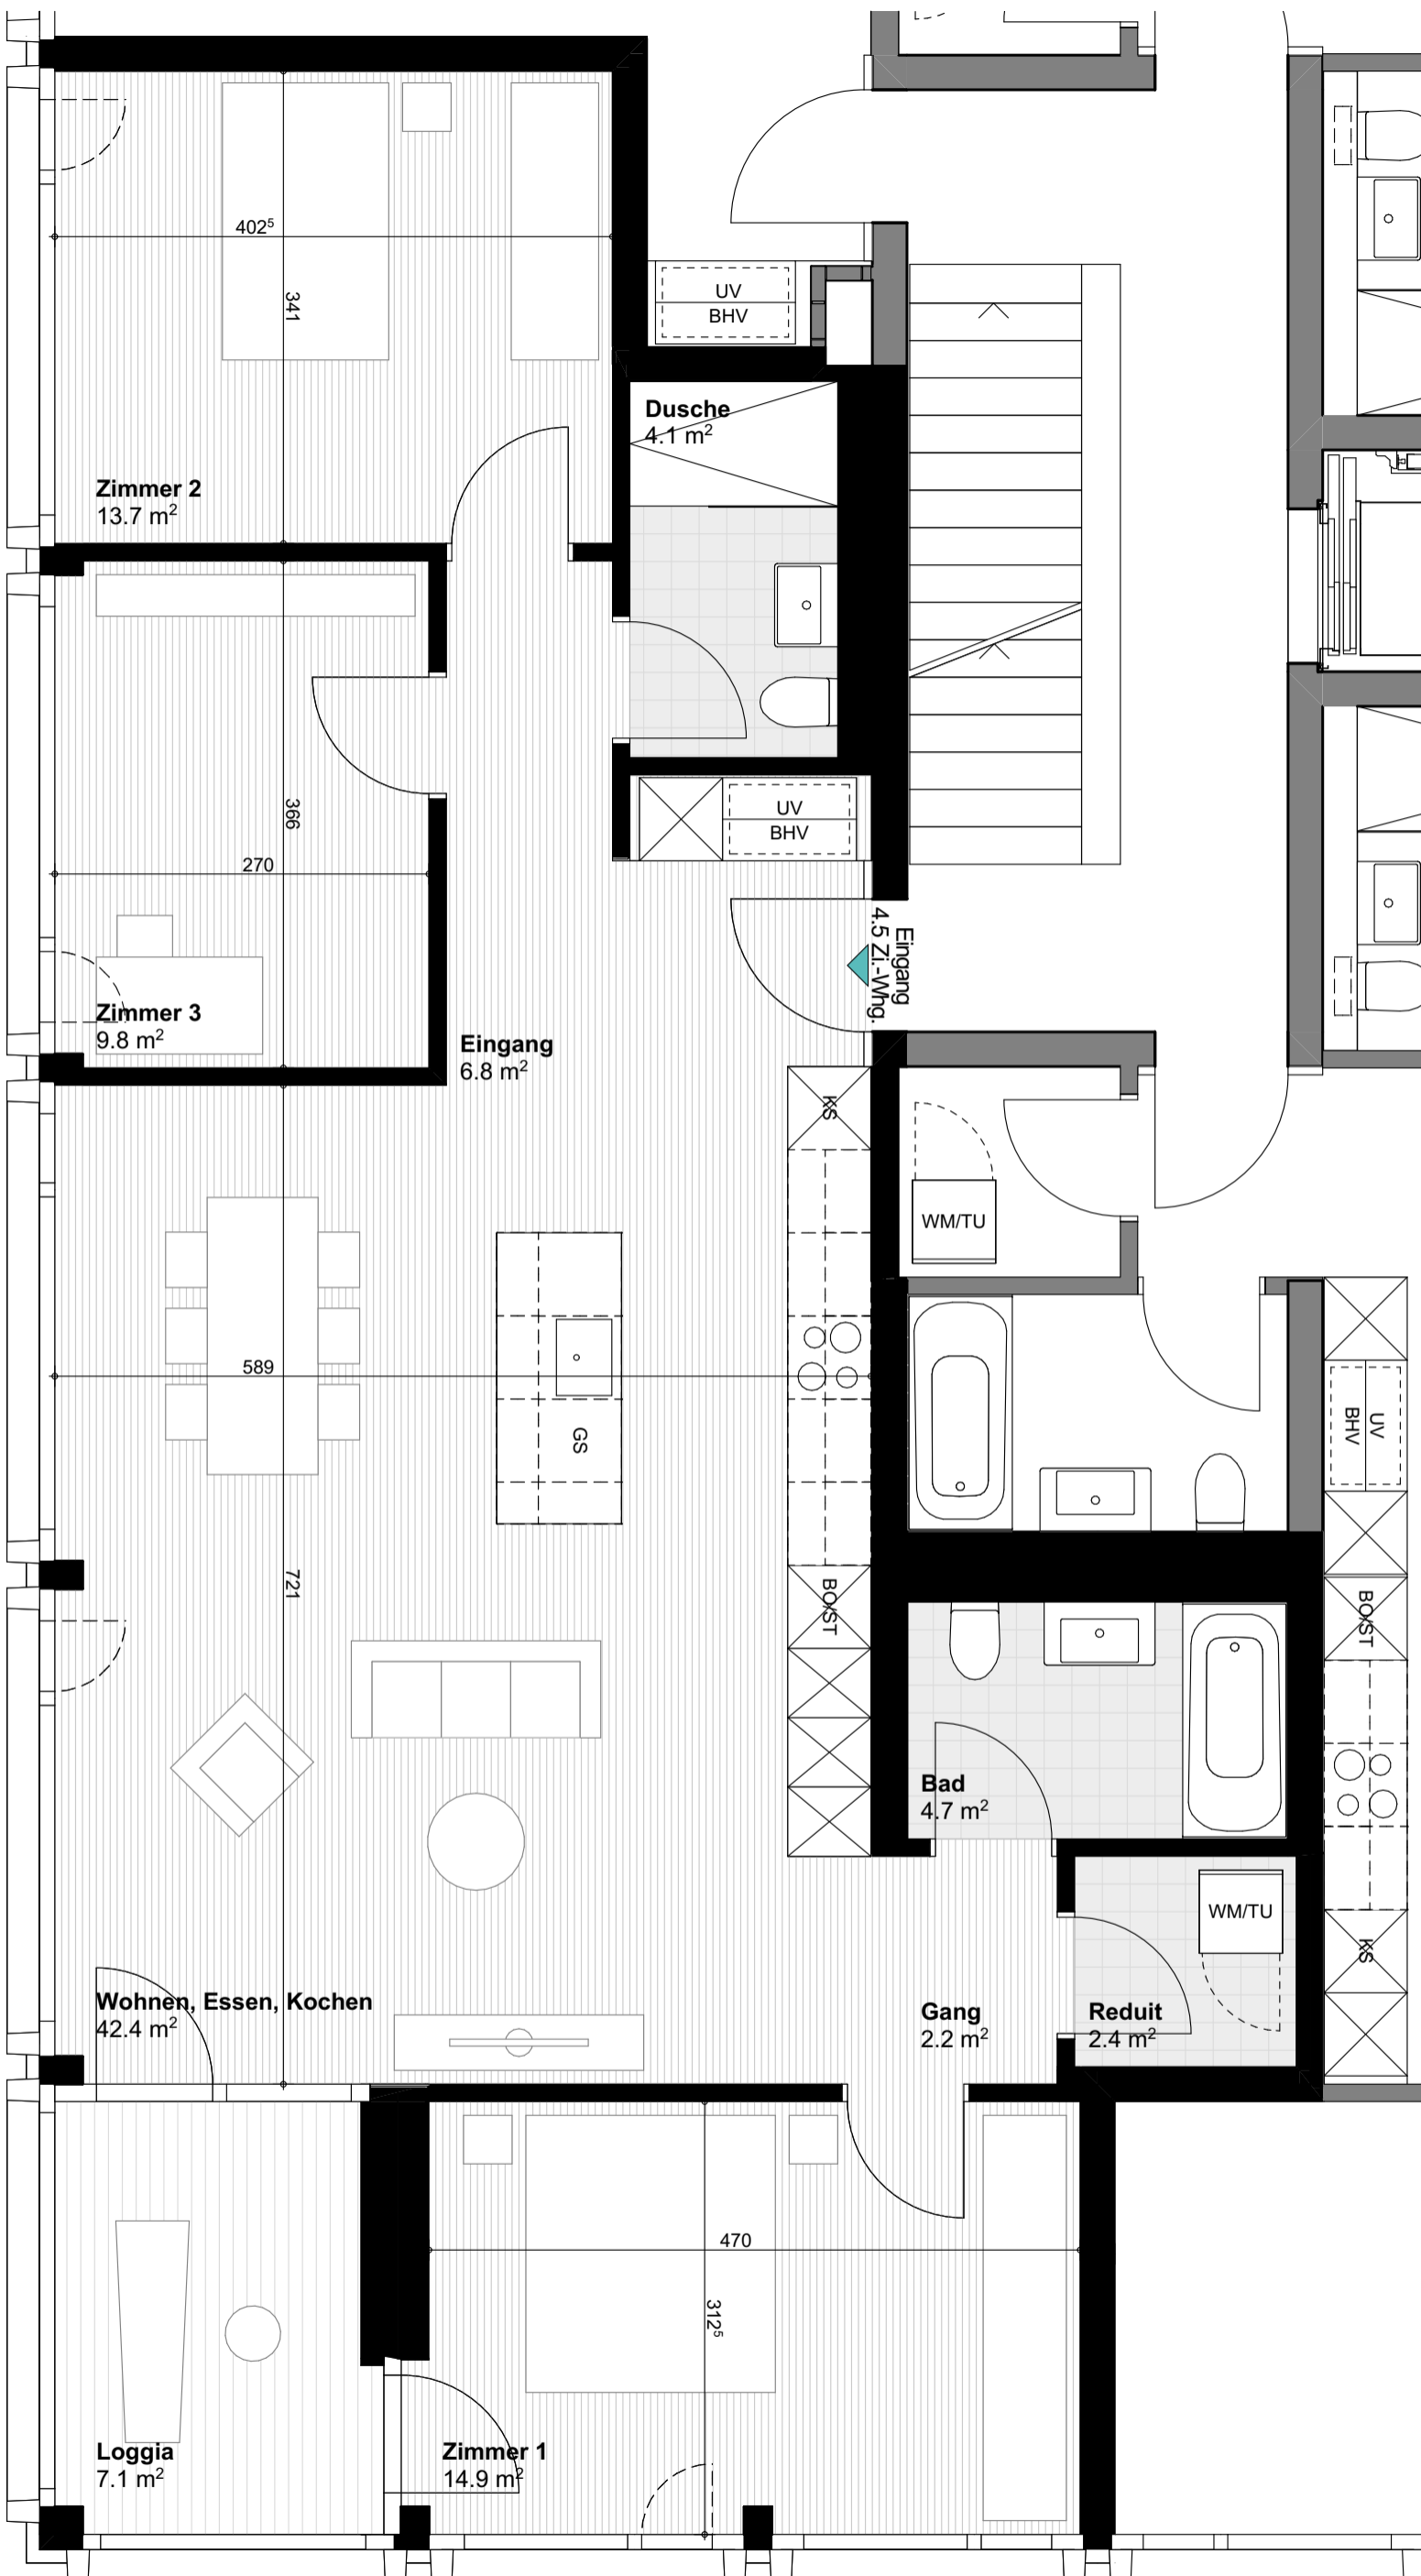 402⁵
341
UV
BHV
Dusche
4.1 m²
Zimmer 2
13.7 m²
366
UV
BHV
270
Eingang
4.5 Zi.-Whg.
Zimmer 3
9.8 m²
Eingang
6.8 m²
KS
WM/TU
589
GS
UV
BHV
721
BO/ST
BO/ST
Bad
4.7 m²
WM/TU
KS
Wohnen, Essen, Kochen
42.4 m²
Gang
2.2 m²
Reduit
2.4 m²
470
312⁵
Loggia
7.1 m²
Zimmer 1
14.9 m²